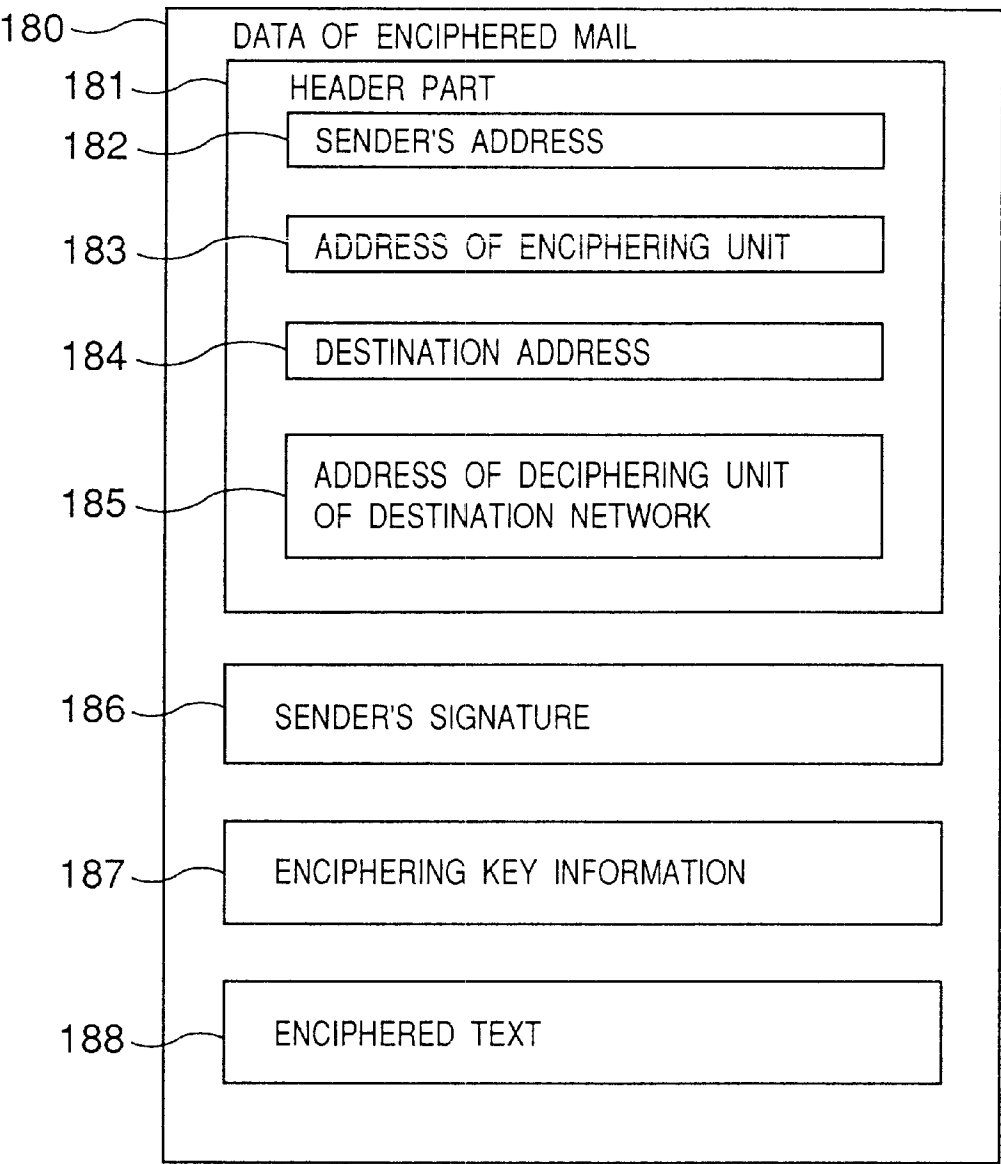 180 DATA OF ENCIPHERED MAIL
181 HEADER PART
182 SENDER'S ADDRESS
183 ADDRESS OF ENCIPHERING UNIT
184 DESTINATION ADDRESS
ADDRESS OF DECIPHERING UNIT
185 OF DESTINATION NETWORK
186 SENDER'S SIGNATURE
187 ENCIPHERING KEY INFORMATION
188 ENCIPHERED TEXT